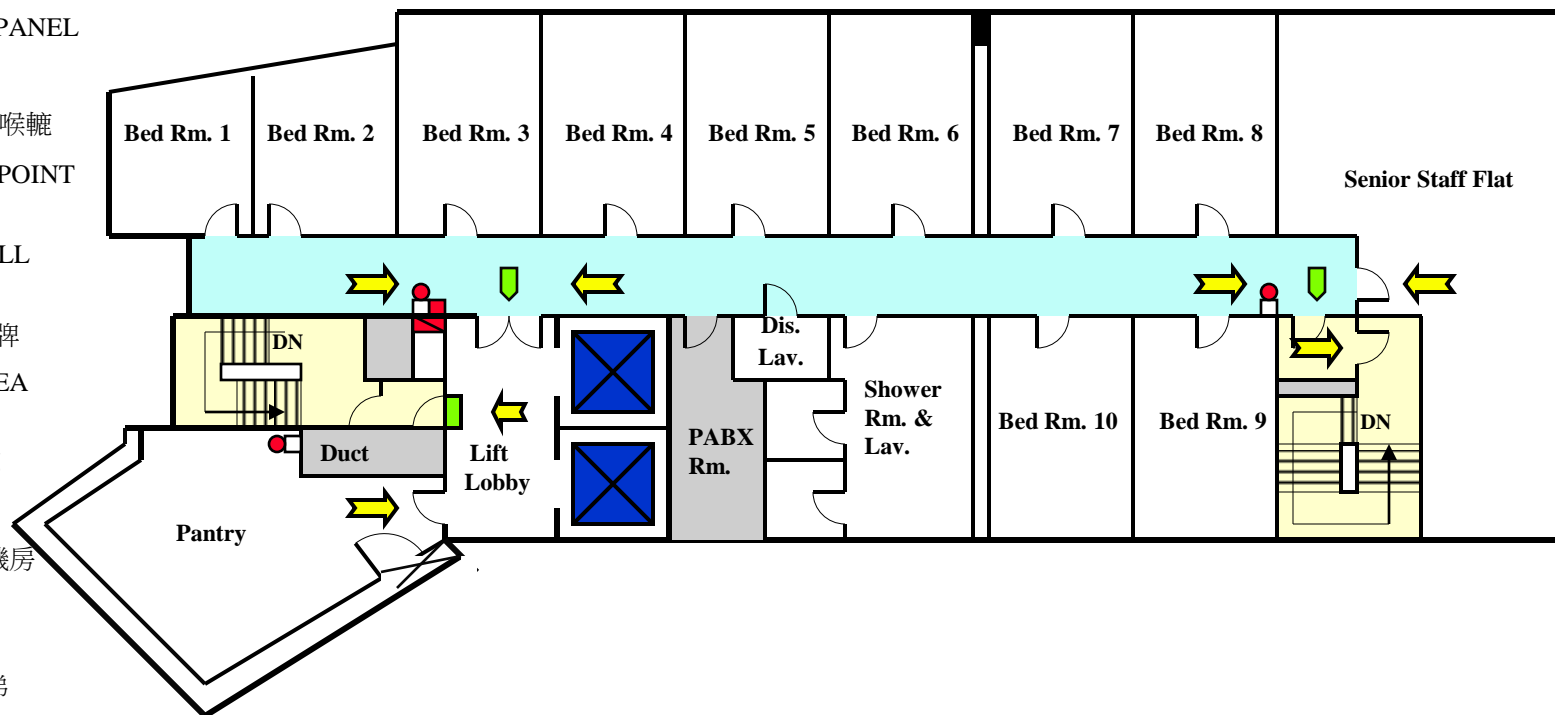 PANEL
喉轆
POINT
LL
牌
EA
機房
Bed Rm. 1
Bed Rm. 2
Bed Rm. 3
Bed Rm. 4
Bed Rm. 5
Bed Rm. 6
Bed Rm. 7
Bed Rm. 8
Senior Staff Flat
DN
Dis.
Lav.
Shower
Rm. &
Lav.
Bed Rm. 10
Bed Rm. 9
DN
PABX
Rm.
Duct
Lift
Lobby
Pantry